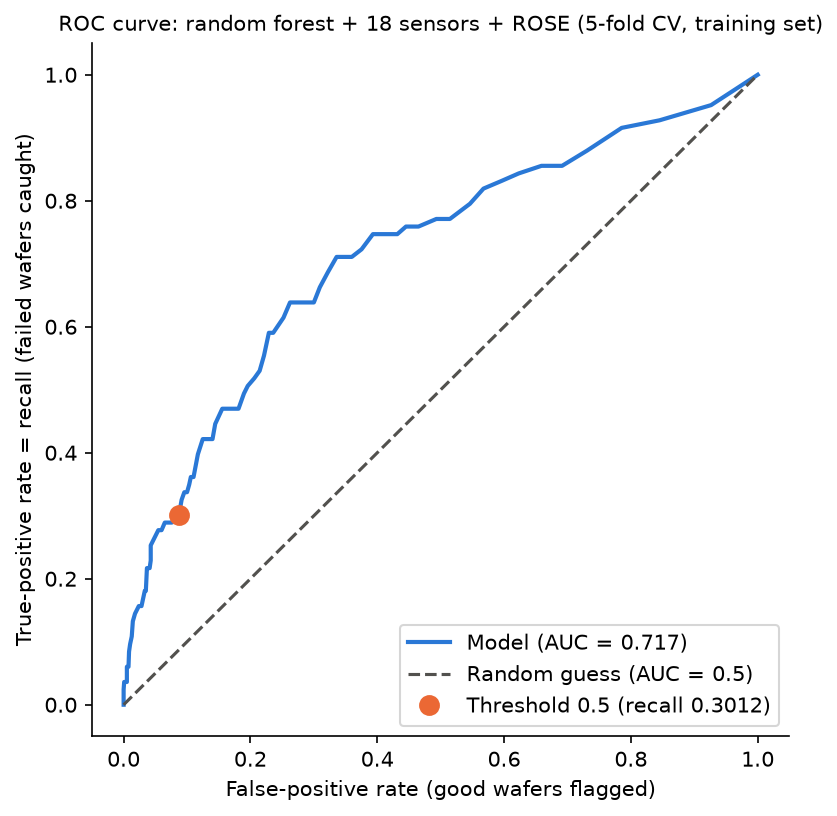 ROC curve: random forest + 18 sensors + ROSE (5-fold CV, training set)
True-positive rate = recall (failed wafers caught)
1.0
0.8
0.6
0.4
0.2
0.0
Model (AUC = 0.717)
Random guess (AUC = 0.5)
Threshold 0.5 (recall 0.3012)
0.0 0.2 0.4 0.6 0.8 1.0
False-positive rate (good wafers flagged)